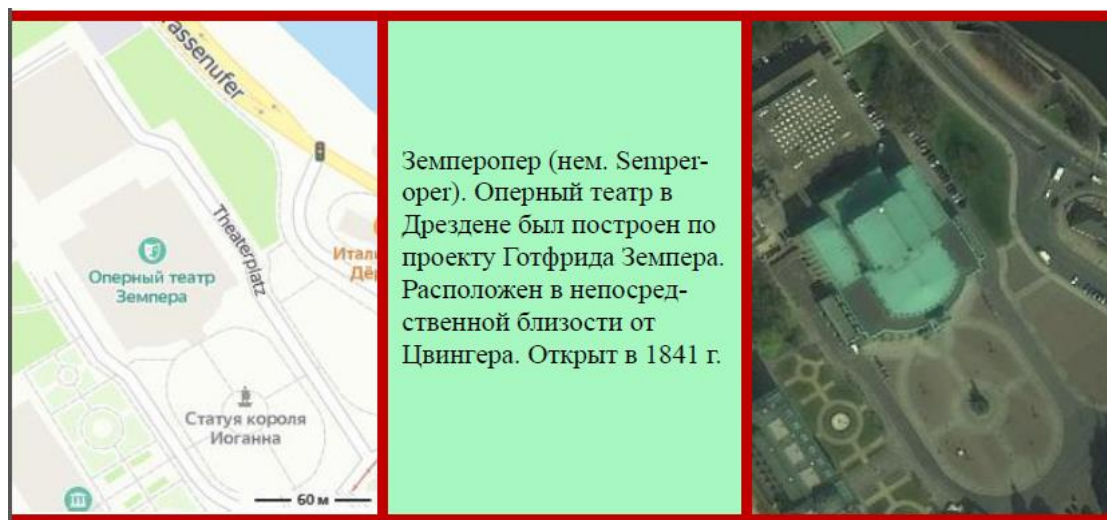 assenufer
Theaterplatz
Оперный театр
Земпера
Итал
Дёр
Статуя короля
Иоганна
60 м
Земперопер (нем. Semper-
oper). Оперный театр в
Дрездене был построен по
проекту Готфрида Земпера.
Расположен в непосред-
ственной близости от
Цвингера. Открыт в 1841 г.